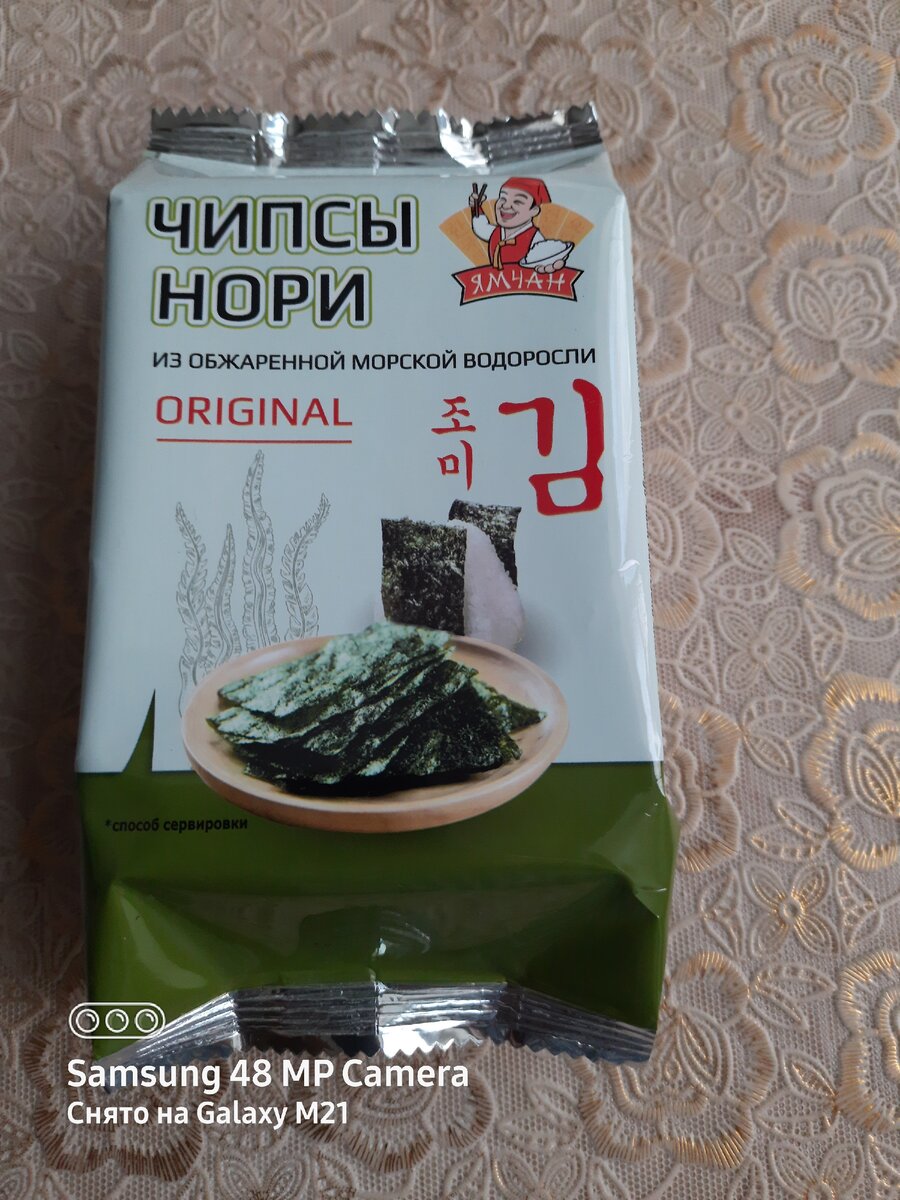 ЧИПСЫ
НОРИ
ЯМЧАН
ИЗ ОБЖАРЕННОЙ МОРСКОЙ ВОДОРОСЛИ
ORIGINAL
조미
김
*способ сервировки
Samsung 48 MP Camera
Снято на Galaxy M21